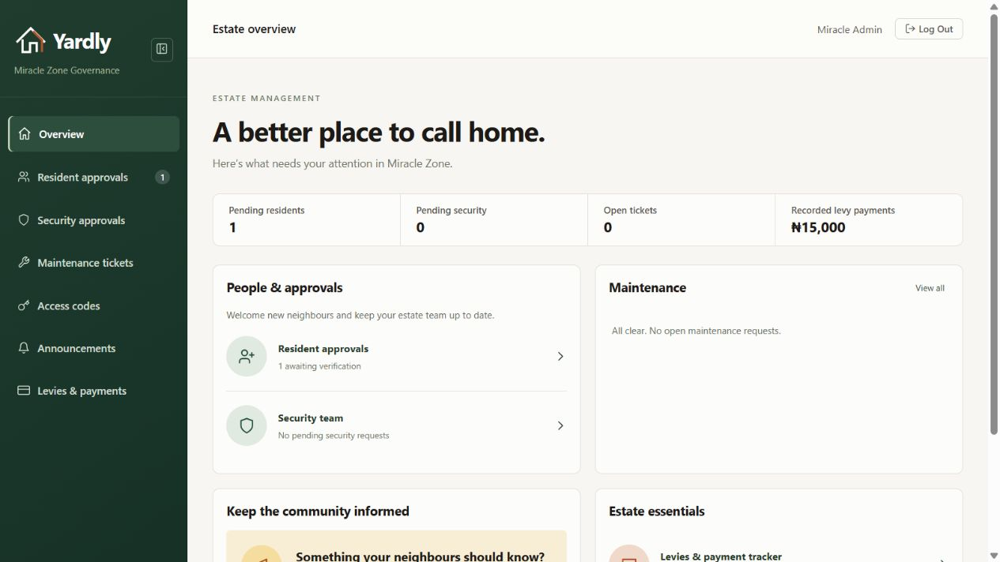 Yardly
Miracle Zone Governance
Overview
Resident approvals 1
Security approvals
Maintenance tickets
Access codes
Announcements
Levies & payments
Estate overview
Miracle Admin
Log Out
ESTATE MANAGEMENT
A better place to call home.
Here's what needs your attention in Miracle Zone.
Pending residents
1
Pending security
0
Open tickets
0
Recorded levy payments
₦15,000
People & approvals
Welcome new neighbours and keep your estate team up to date.
Resident approvals
1 awaiting verification
Security team
No pending security requests
Maintenance
View all
All clear. No open maintenance requests.
Keep the community informed
Something your neighbours should know?
Estate essentials
Levies & payment tracker